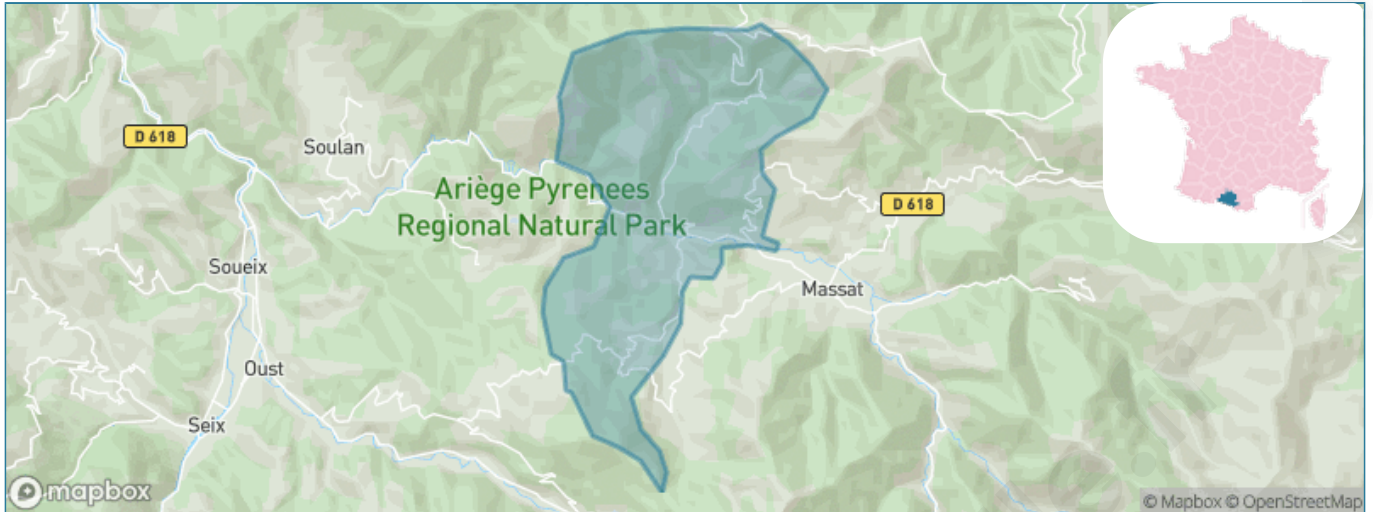 D 618
Soulan
Ariège Pyrenees
Regional Natural Park
D 618
Soueix
Massat
Oust
Seix
mapbox
© Mapbox © OpenStreetMap